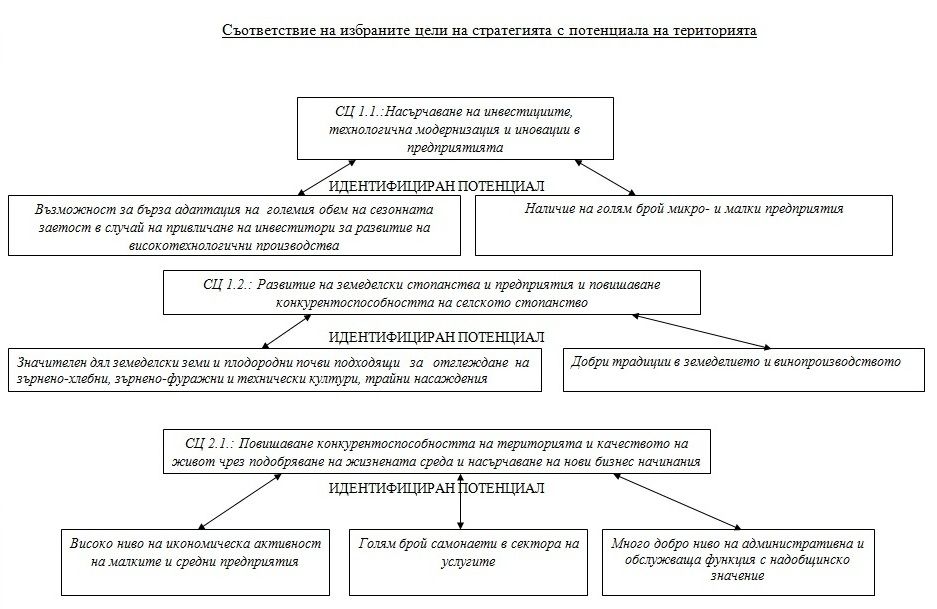 Съответствие на избраните цели на стратегията с потенциала на територията
СЦ 1.1.:Насърчаване на инвестициите,
технологична модернизация и иновации в
предприятията
ИДЕНТИФИЦИРАН ПОТЕНЦИАЛ
Възможност за бърза адаптация на големия обем на сезонната
заетост в случай на привличане на инвеститори за развитие на
високотехнологични производства
Наличие на голям брой микро- и малки предприятия
СЦ 1.2.: Развитие на земеделски стопанства и предприятия и повишаване
конкурентоспособността на селското стопанство
ИДЕНТИФИЦИРАН ПОТЕНЦИАЛ
Значителен дял земеделски земи и плодородни почви подходящи за отглеждане на
зърнено-хлебни, зърнено-фуражни и технически култури, трайни насаждения
Добри традиции в земеделието и винопроизводството
СЦ 2.1.: Повишаване конкурентоспособността на територията и качеството на
живот чрез подобряване на жизнената среда и насърчаване на нови бизнес начинания
ИДЕНТИФИЦИРАН ПОТЕНЦИАЛ
Високо ниво на икономическа активност
на малките и средни предприятия
Голям брой самонаети в сектора на
услугите
Много добро ниво на административна и
обслужваща функция с надобщинско
значение